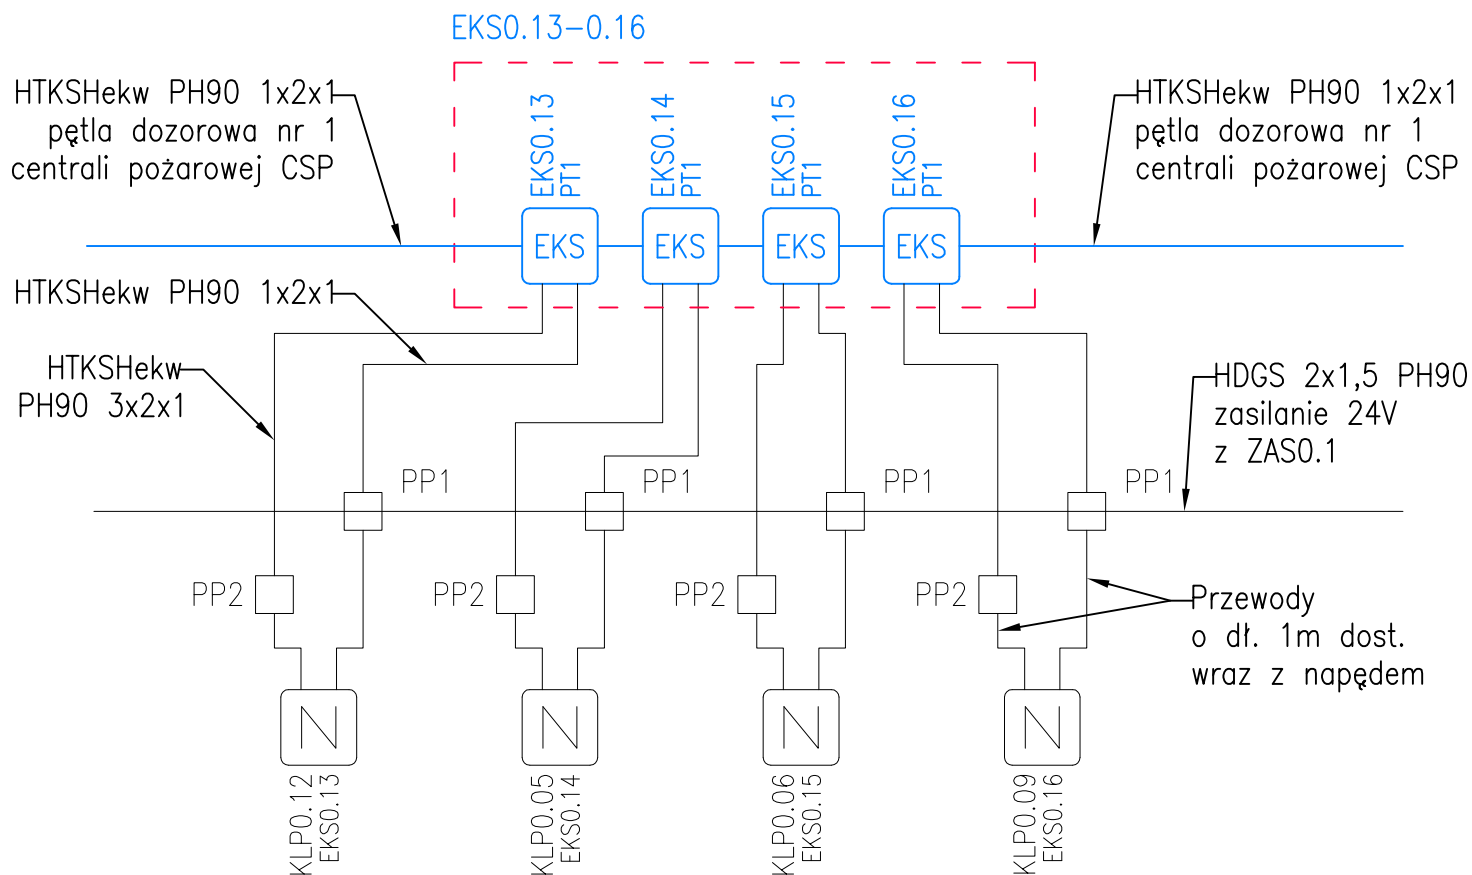 EKS0.13-0.16
HTKSHekw PH90 1x2x1
pętla dozorowa nr 1
centrali pożarowej CSP
EKS0.13
PT1
EKS0.14
PT1
EKS0.15
PT1
EKS0.16
PT1
HTKSHekw PH90 1x2x1
pętla dozorowa nr 1
centrali pożarowej CSP
EKS
EKS
EKS
EKS
HTKSHekw PH90 1x2x1
HTKSHekw
PH90 3x2x1
HDGS 2x1,5 PH90
zasilanie 24V
z ZAS0.1
PP1
PP1
PP1
PP1
PP2
PP2
PP2
PP2
Przewody
o dł. 1m dost.
wraz z napędem
N
N
N
N
KLP0.12
EKS0.13
KLP0.05
EKS0.14
KLP0.06
EKS0.15
KLP0.09
EKS0.16